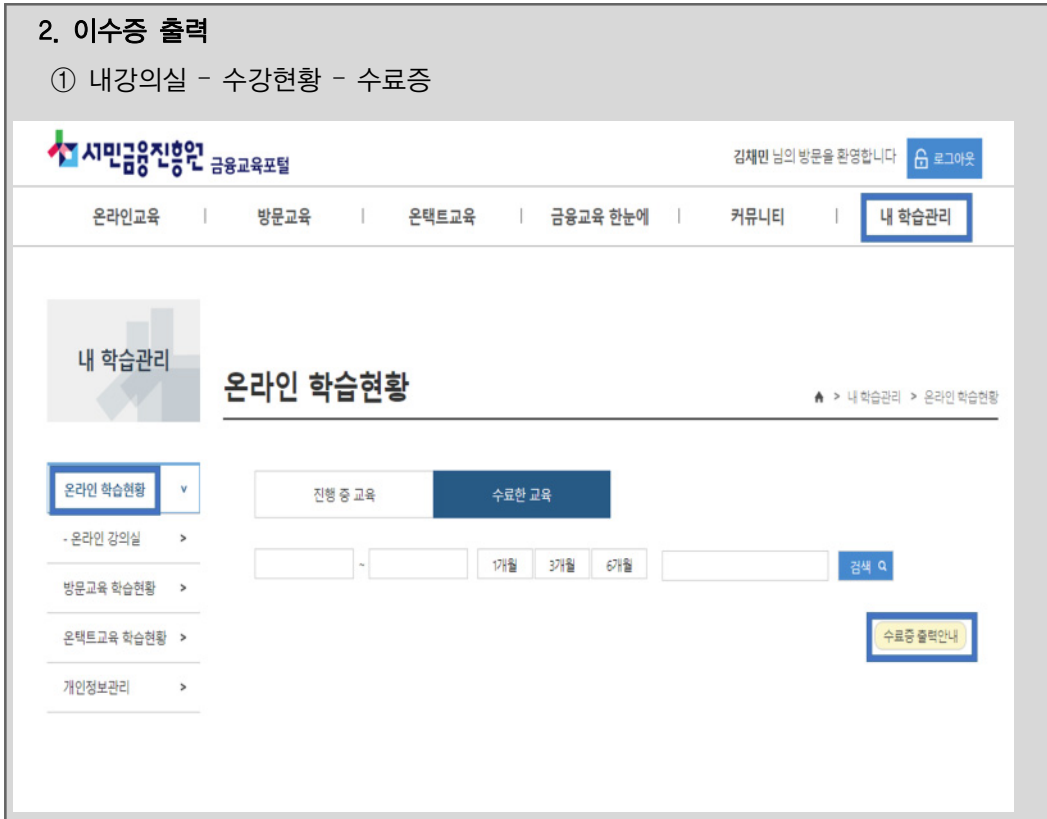 2. 이수증 출력
① 내강의실 - 수강현황 - 수료증
서민금융진흥원 금융교육포털
김채민 님의 방문을 환영합니다 로그아웃
온라인교육 | 방문교육 | 온택트교육 | 금융교육 한눈에 | 커뮤니티 | 내 학습관리
내 학습관리
온라인 학습현황
> 내 학습관리 > 온라인 학습현황
온라인 학습현황 ∨
진행 중 교육 수료한 교육
- 온라인 강의실 >
~ 1개월 3개월 6개월 검색
방문교육 학습현황 >
온택트교육 학습현황 >
수료증 출력안내
개인정보관리 >